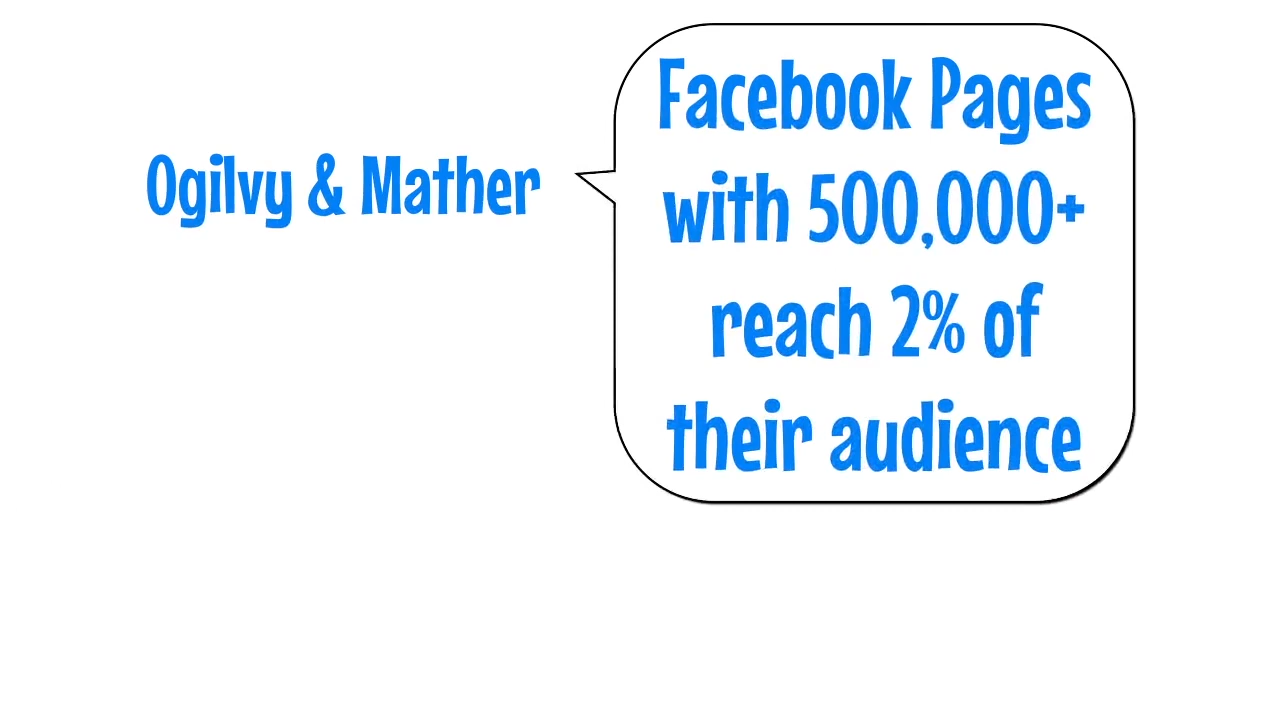 Ogilvy & Mather
Facebook Pages
with 500,000+
reach 2% of
their audience